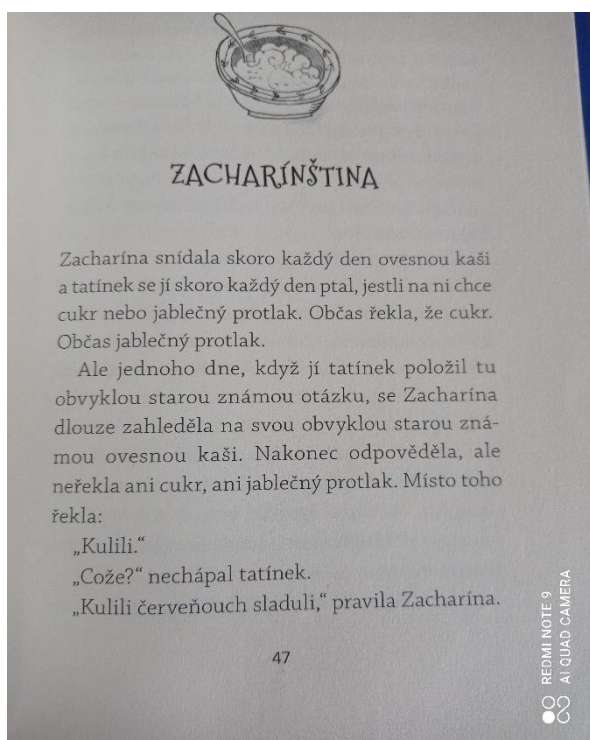 ZACHARÍNŠTINA
Zacharína snídala skoro každý den ovesnou kaši
a tatínek se jí skoro každý den ptal, jestli na ni chce
cukr nebo jablečný protlak. Občas řekla, že cukr.
Občas jablečný protlak.
Ale jednoho dne, když jí tatínek položil tu
obvyklou starou známou otázku, se Zacharína
dlouze zahleděla na svou obvyklou starou zná-
mou ovesnou kaši. Nakonec odpověděla, ale
neřekla ani cukr, ani jablečný protlak. Místo toho
řekla:
„Kulili.“
„Cože?“ nechápal tatínek.
„Kulili červeňouch sladuli,“ pravila Zacharína.
47
REDMI NOTE 9
AI QUAD CAMERA